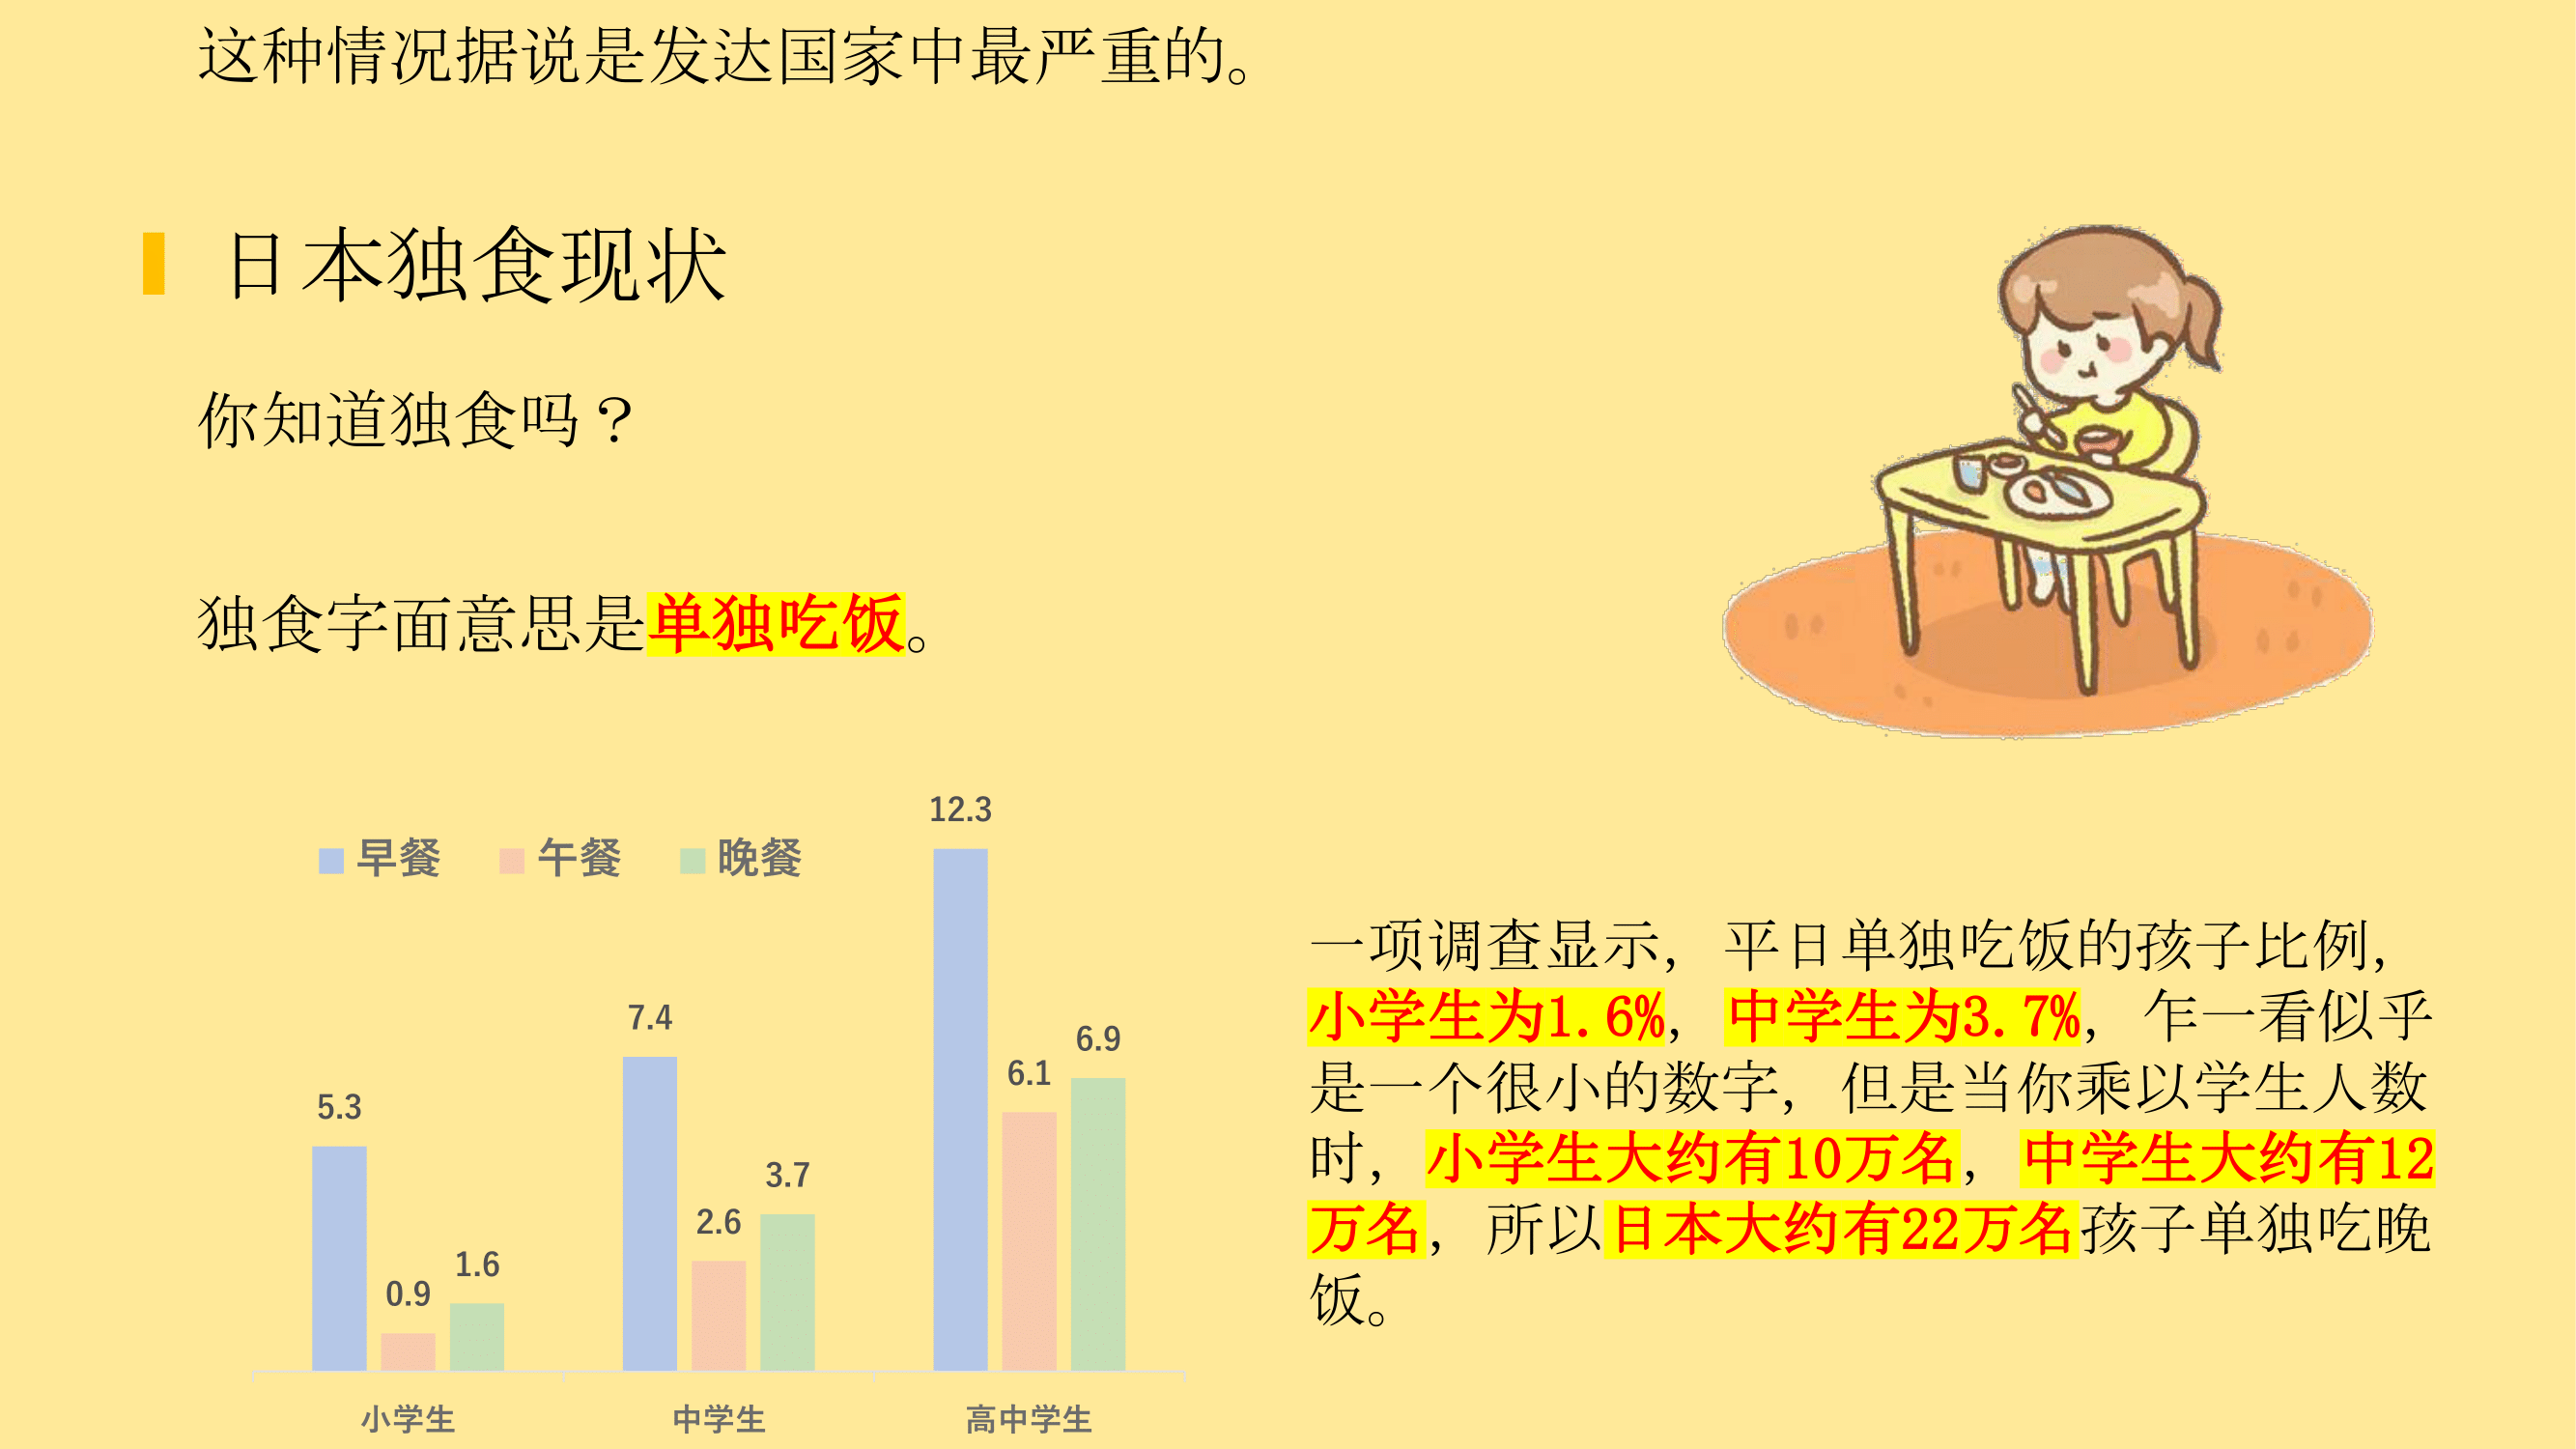 这种情况据说是发达国家中最严重的。
日本独食现状
你知道独食吗？
独食字面意思是单独吃饭。
早餐 午餐 晚餐
12.3
7.4
6.9
6.1
5.3
3.7
2.6
1.6
0.9
小学生 中学生 高中学生
一项调查显示，平日单独吃饭的孩子比例，
小学生为1.6%，中学生为3.7%，乍一看似乎
是一个很小的数字，但是当你乘以学生人数
时，小学生大约有10万名，中学生大约有12
万名，所以日本大约有22万名孩子单独吃晚
饭。